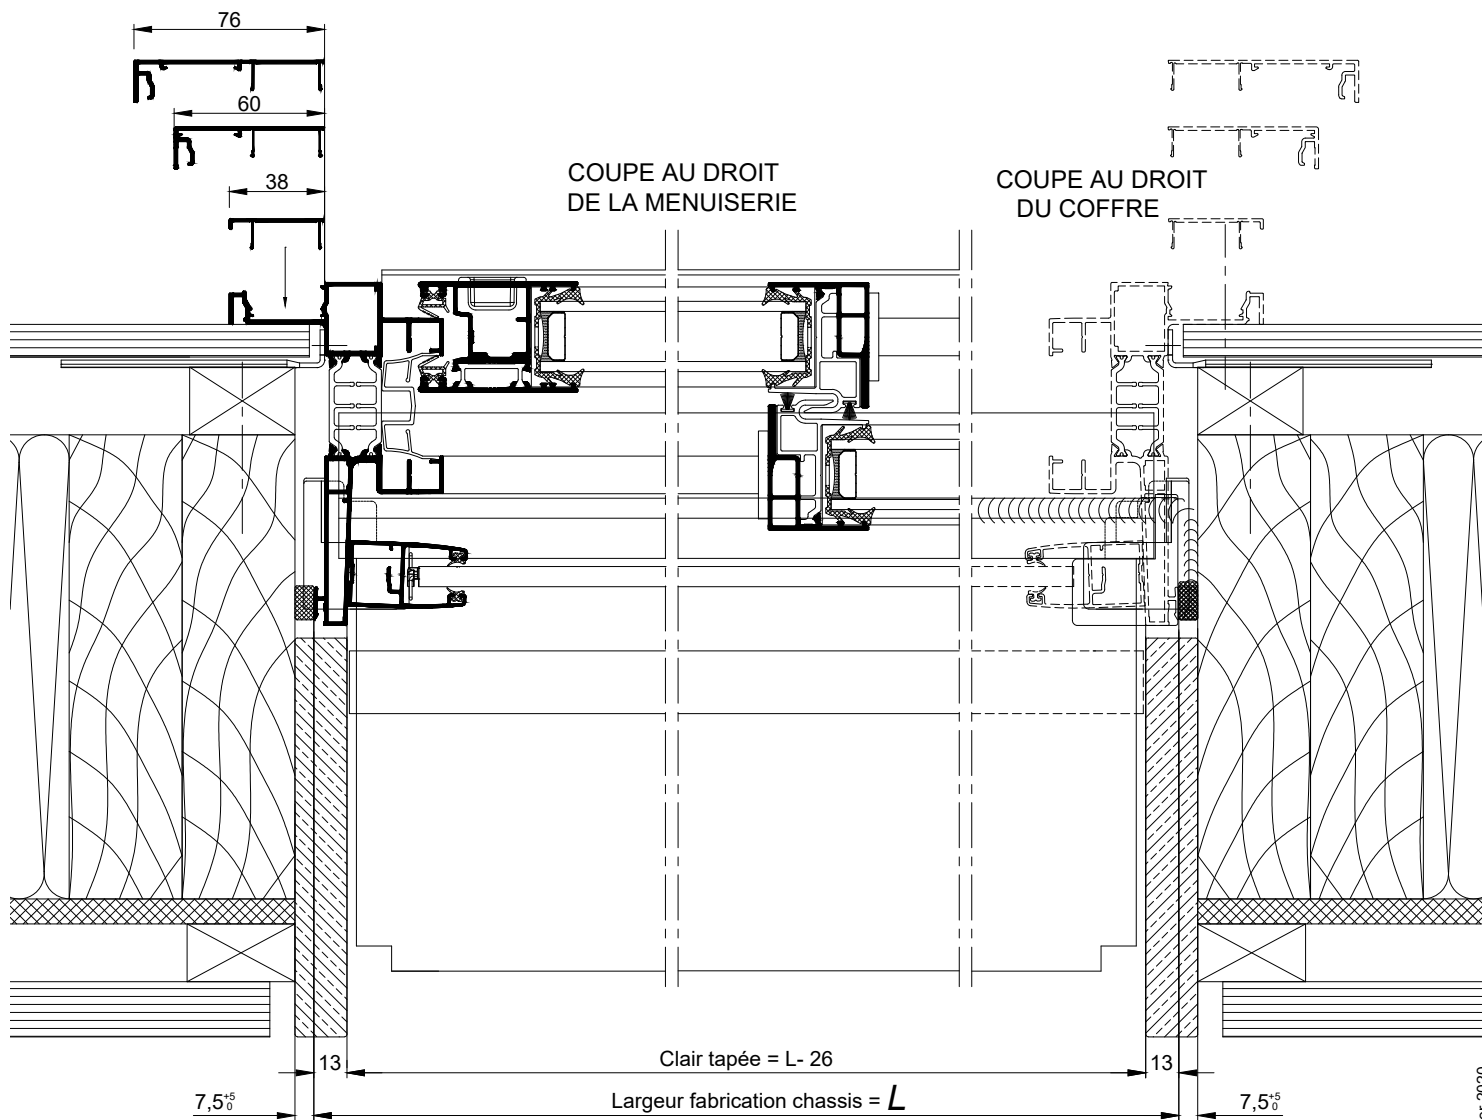 76
60
38
COUPE AU DROIT
DE LA MENUISERIE
COUPE AU DROIT
DU COFFRE
13
Clair tapée = L- 26
13
7,5 +5 0
Largeur fabrication chassis = L
7,5 +5 0